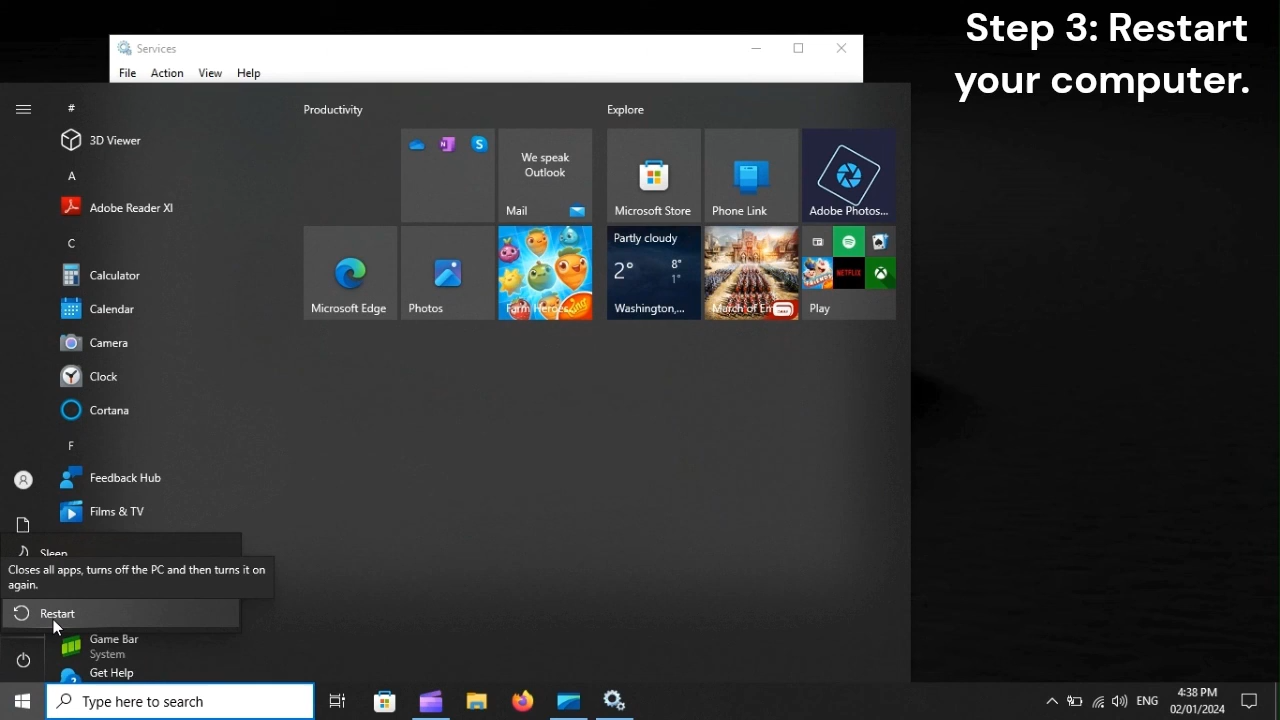 Step 3: Restart
your computer.
Services
File Action View Help
#
3D Viewer
A
Adobe Reader XI
C
Calculator
Calendar
Camera
Clock
Cortana
F
Feedback Hub
Films & TV
Productivity
We speak
Outlook
Mail
Microsoft Edge
Photos
Farm Heroes...
Explore
Microsoft Store
Phone Link
Adobe Photos...
Partly cloudy
2° 8°
1°
Washington,...
March of Em...
NETFLIX
Play
Sleep
Closes all apps, turns off the PC and then turns it on
again.
Restart
Game Bar
System
Get Help
Type here to search
ENG
4:38 PM
02/01/2024